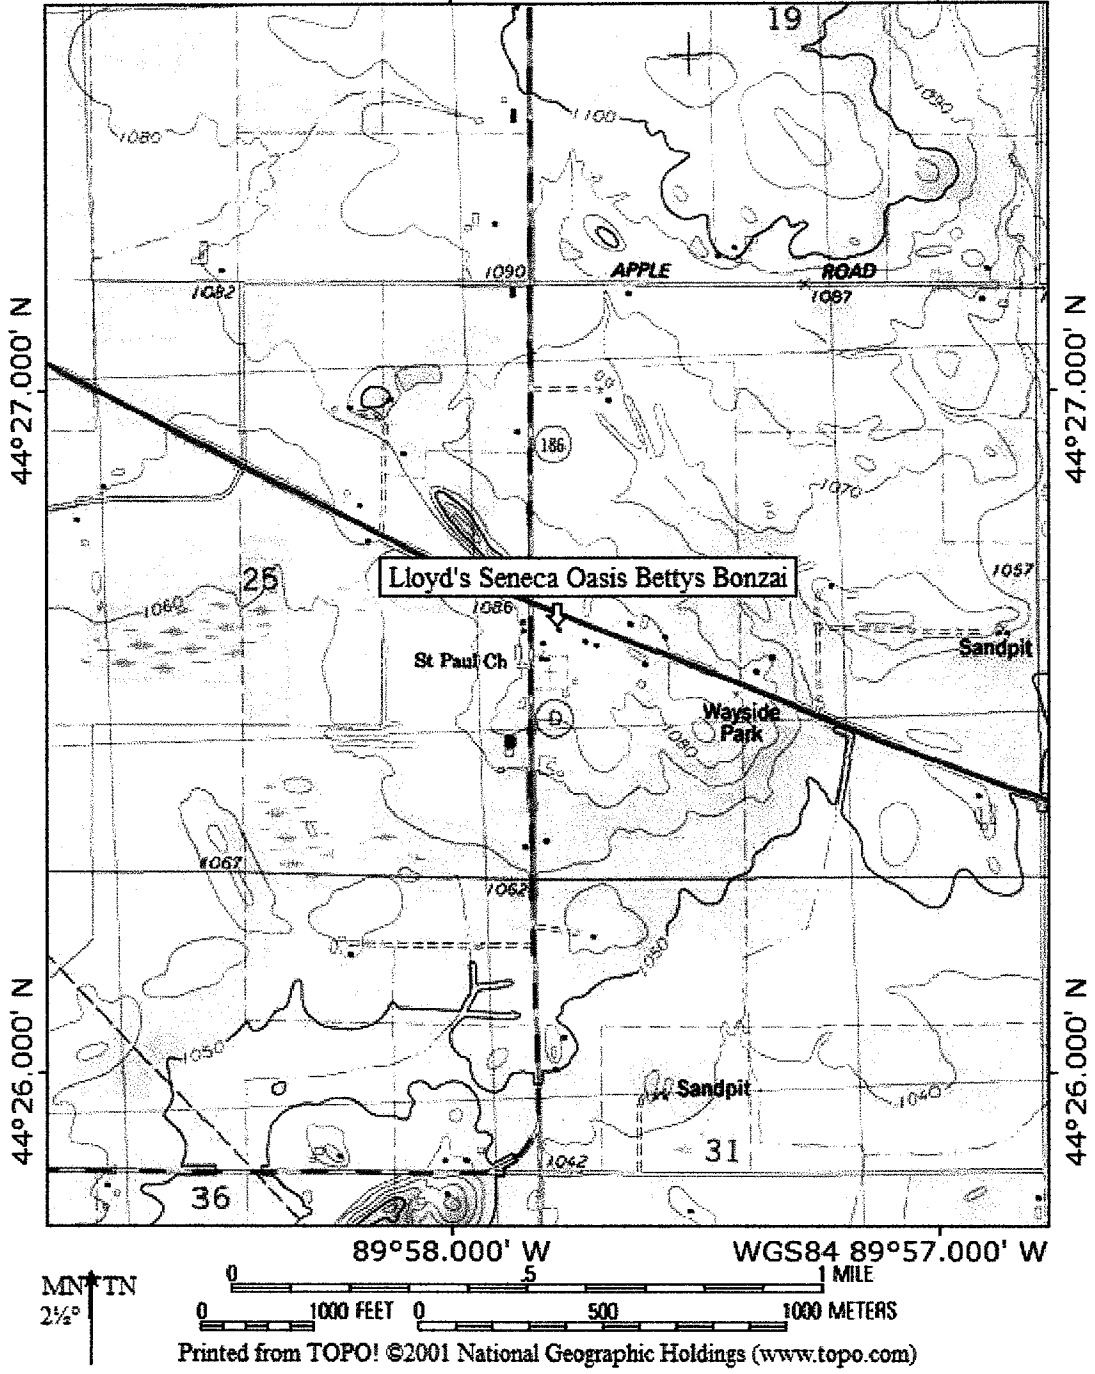 19
1100
1090
1080
1090
APPLE ROAD
1082
1087
44°27.000' N
44°27.000' N
186
1070
25
Lloyd's Seneca Oasis Bettys Bonzai
1057
1060
1086
St Paul Ch
Sandpit
D
Wayside
Park
1080
1067
1062
1050
44°26.000' N
44°26.000' N
1050
Sandpit
1040
31
1042
36
89°58.000' W
WGS84 89°57.000' W
MN TN
2½°
0 .5 1 MILE
0 1000 FEET 0 500 1000 METERS
Printed from TOPO! ©2001 National Geographic Holdings (www.topo.com)